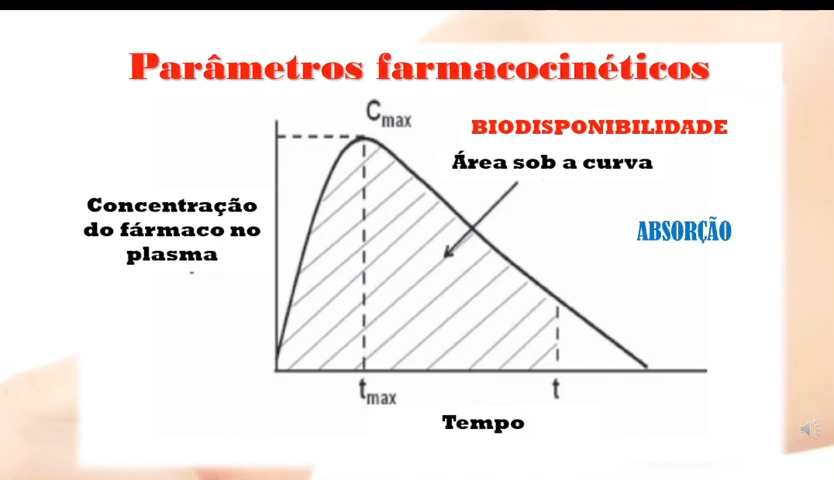 Parâmetros farmacocinéticos
Cmax
BIODISPONIBILIDADE
Área sob a curva
Concentração
do fármaco no
plasma
ABSORÇÃO
tmax
t
Tempo